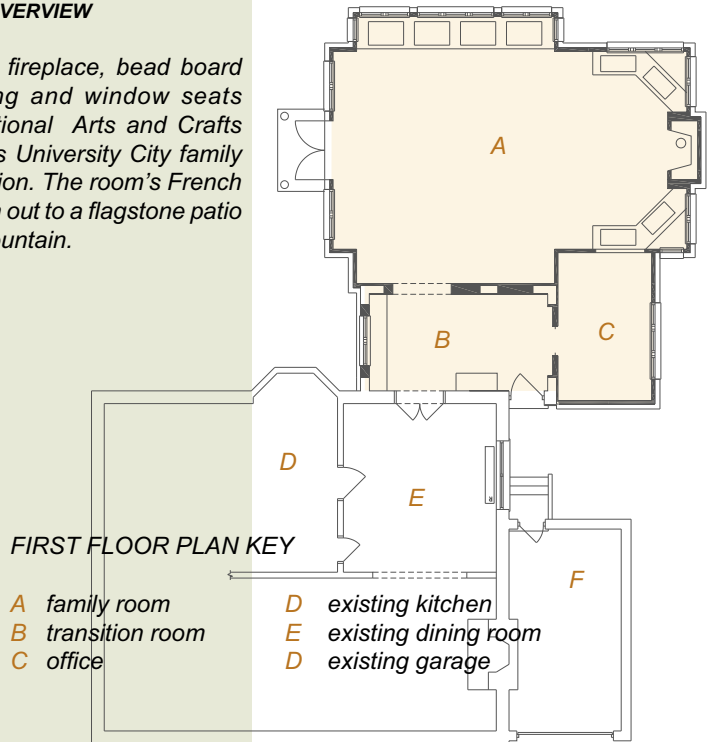 VERVIEW
fireplace, bead board
ng and window seats
tional Arts and Crafts
s University City family
ion. The room's French
out to a flagstone patio
untain.
A
B
C
D
E
F
FIRST FLOOR PLAN KEY
A family room
B transition room
C office
D existing kitchen
E existing dining room
D existing garage